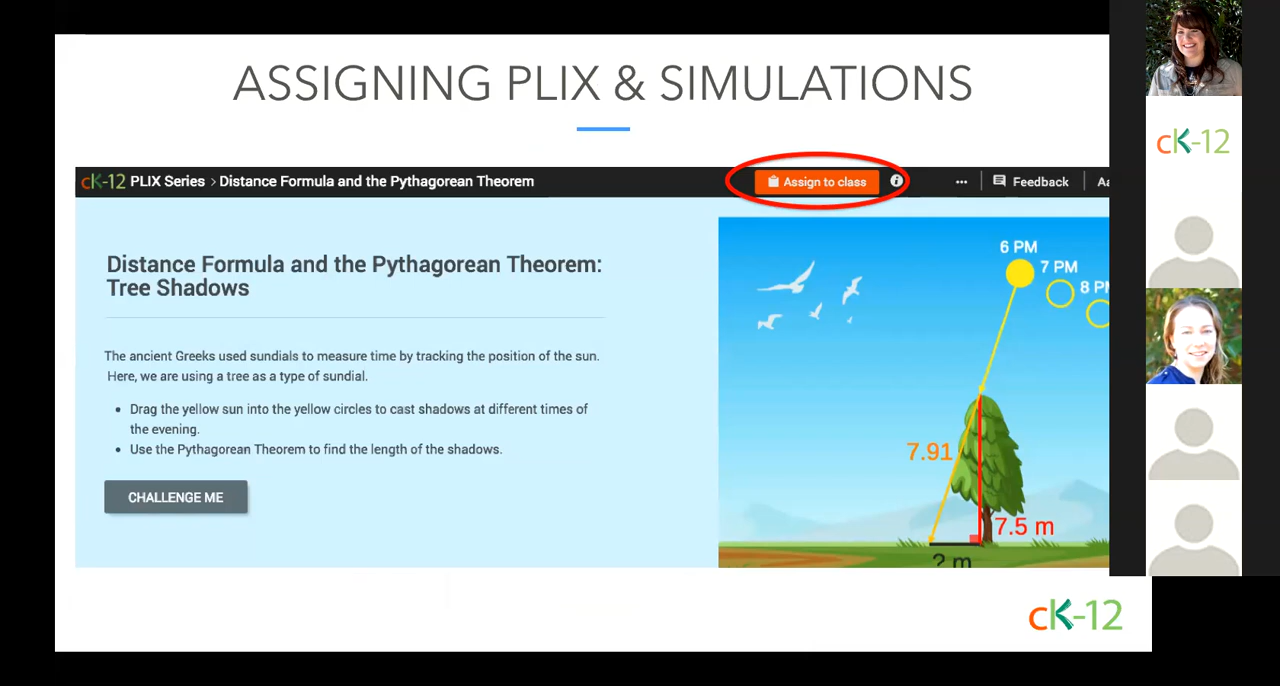 ASSIGNING PLIX & SIMULATIONS
cK-12 PLIX Series > Distance Formula and the Pythagorean Theorem
Assign to class
Feedback
Aa
Distance Formula and the Pythagorean Theorem:
Tree Shadows
The ancient Greeks used sundials to measure time by tracking the position of the sun.
Here, we are using a tree as a type of sundial.
• Drag the yellow sun into the yellow circles to cast shadows at different times of
the evening.
• Use the Pythagorean Theorem to find the length of the shadows.
CHALLENGE ME
6 PM
7 PM
8 PM
7.91
7.5 m
? m
cK-12
cK-12